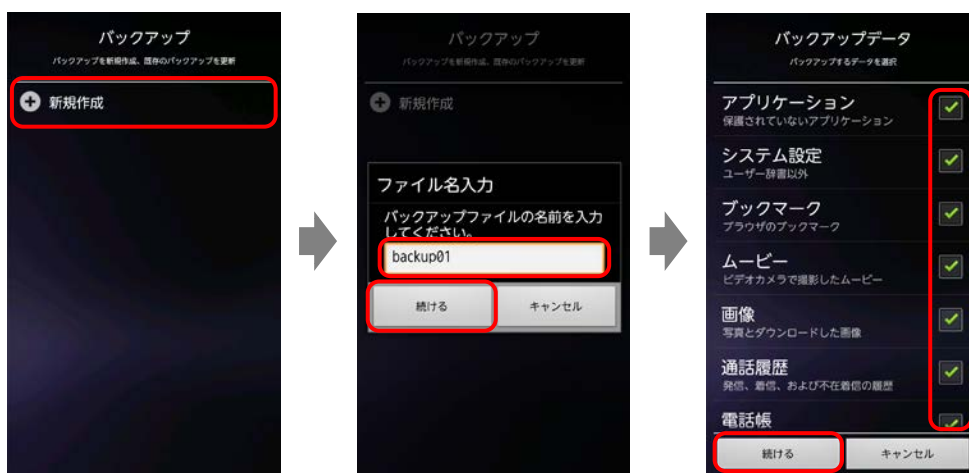 バックアップ
バックアップを新規作成、既存のバックアップを更新
新規作成
バックアップ
バックアップを新規作成、既存のバックアップを更新
新規作成
ファイル名入力
バックアップファイルの名前を入力
してください。
backup01
続ける
キャンセル
バックアップデータ
バックアップするデータを選択
アプリケーション
保護されていないアプリケーション
システム設定
ユーザー辞書以外
ブックマーク
ブラウザのブックマーク
ムービー
ビデオカメラで撮影したムービー
画像
写真とダウンロードした画像
通話履歴
発信、着信、および不在着信の履歴
電話帳
続ける
キャンセル